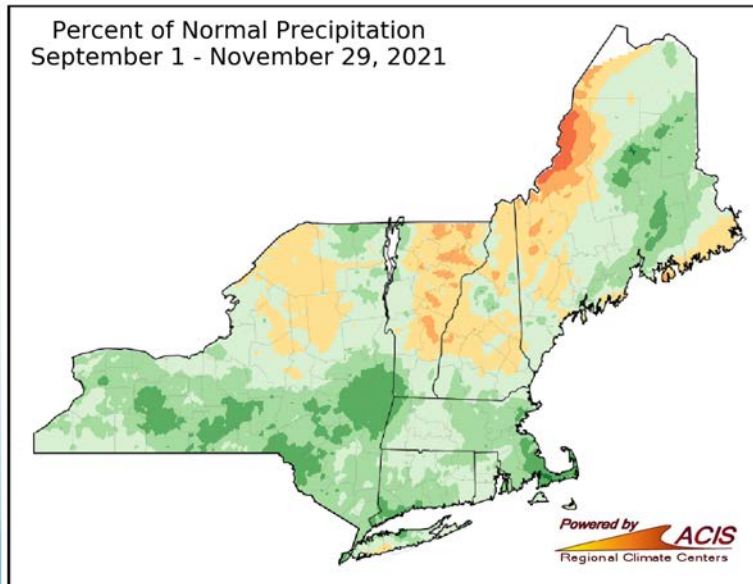 Percent of Normal Precipitation
September 1 - November 29, 2021
Powered by
ACIS
Regional Climate Centers